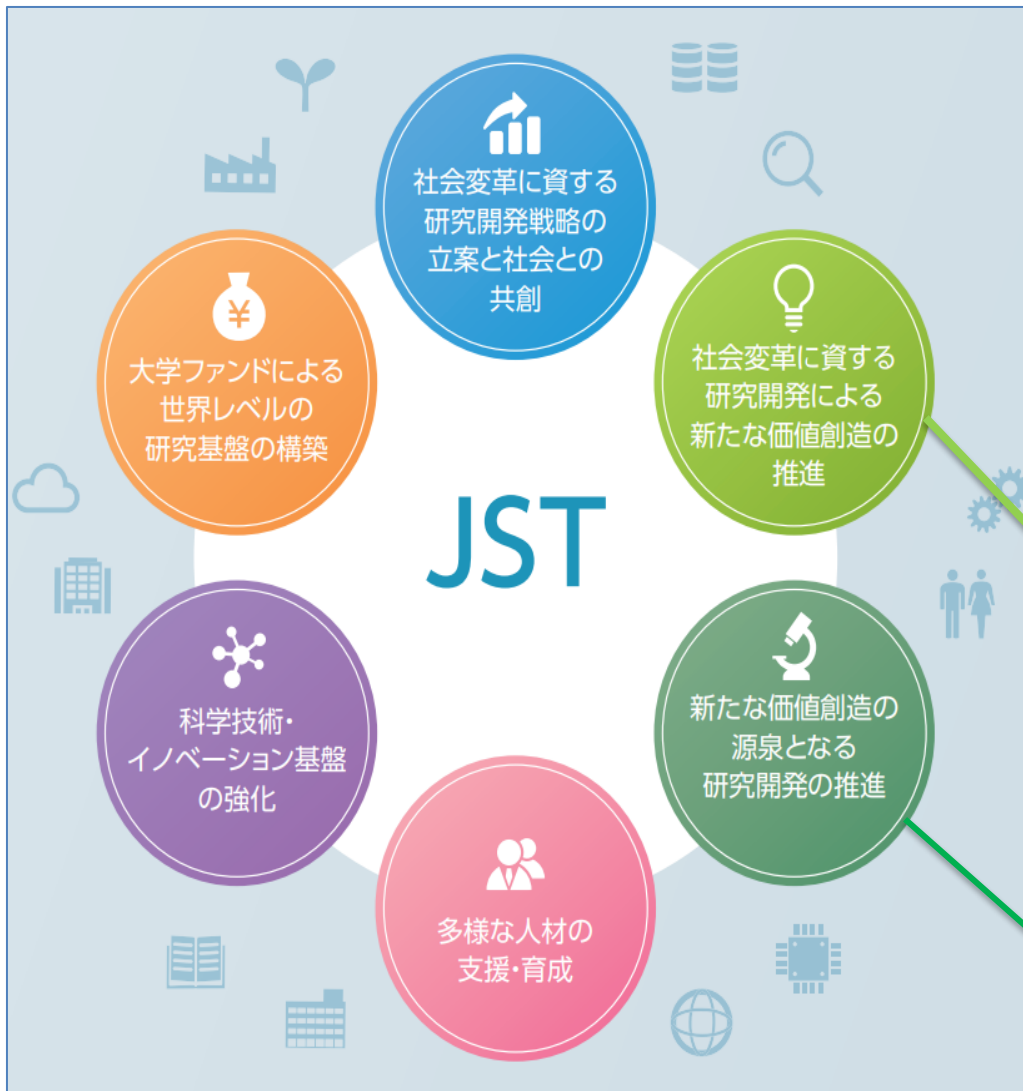 社会変革に資する
研究開発戦略の
立案と社会との
共創
社会変革に資する
研究開発による
新たな価値創造の
推進
新たな価値創造の
源泉となる
研究開発の推進
多様な人材の
支援・育成
科学技術・
イノベーション基盤
の強化
¥
大学ファンドによる
世界レベルの
研究基盤の構築
JST